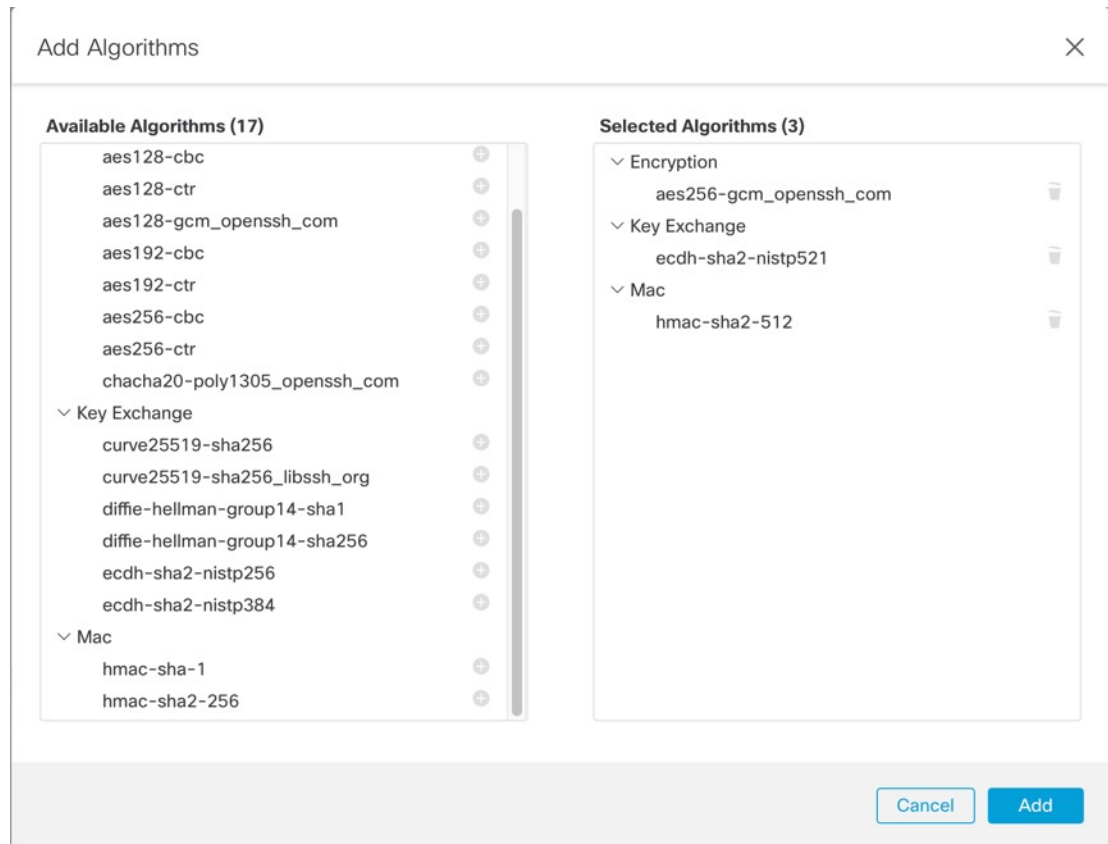 Add Algorithms
Available Algorithms (17)
aes128-cbc
aes128-ctr
aes128-gcm_openssh_com
aes192-cbc
aes192-ctr
aes256-cbc
aes256-ctr
chacha20-poly1305_openssh_com
Key Exchange
curve25519-sha256
curve25519-sha256_libssh_org
diffie-hellman-group14-sha1
diffie-hellman-group14-sha256
ecdh-sha2-nistp256
ecdh-sha2-nistp384
Mac
hmac-sha-1
hmac-sha2-256
Selected Algorithms (3)
Encryption
aes256-gcm_openssh_com
Key Exchange
ecdh-sha2-nistp521
Mac
hmac-sha2-512
Cancel
Add